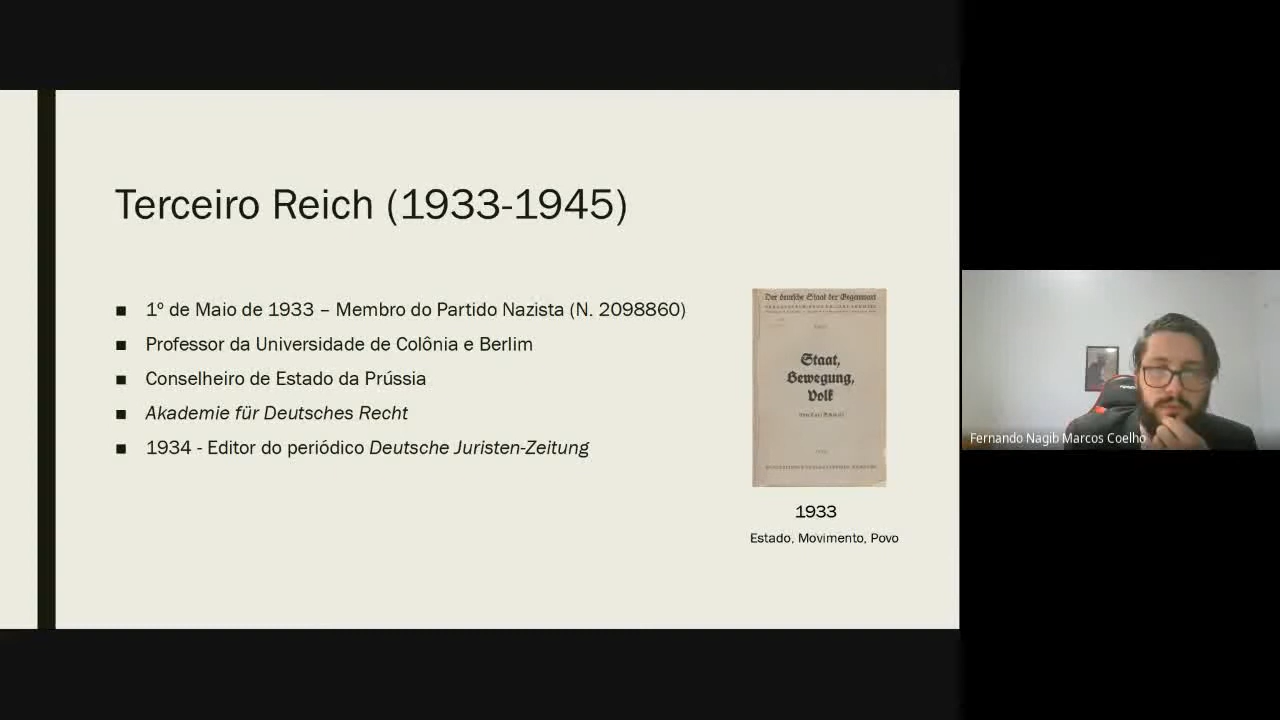 Terceiro Reich (1933-1945)
■ 1º de Maio de 1933 – Membro do Partido Nazista (N. 2098860)
■ Professor da Universidade de Colônia e Berlim
■ Conselheiro de Estado da Prússia
■ Akademie für Deutsches Recht
■ 1934 - Editor do periódico Deutsche Juristen-Zeitung
Der deutsche Staat der Gegenwart
Staat,
Bewegung,
Volk
1933
Estado, Movimento, Povo
Fernando Nagib Marcos Coelho